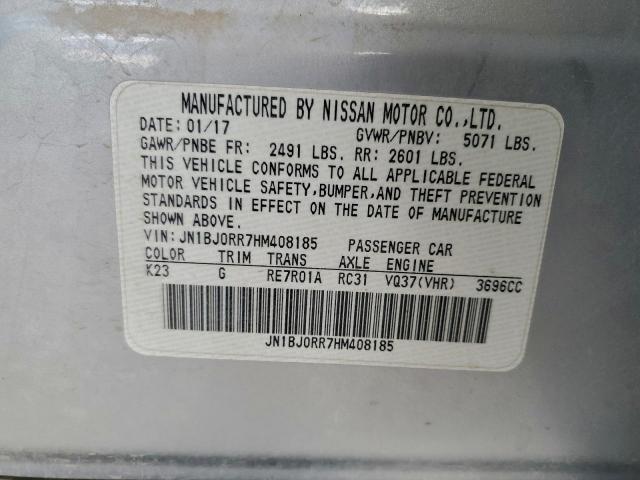 MANUFACTURED BY NISSAN MOTOR CO.,LTD.
DATE: 01/17 GVWR/PNBV: 5071 LBS.
GAWR/PNBE FR: 2491 LBS. RR: 2601 LBS.
THIS VEHICLE CONFORMS TO ALL APPLICABLE FEDERAL
MOTOR VEHICLE SAFETY,BUMPER,AND THEFT PREVENTION
STANDARDS IN EFFECT ON THE DATE OF MANUFACTURE
SHOWN ABOVE.
VIN: JN1BJ0RR7HM408185 PASSENGER CAR
COLOR TRIM TRANS AXLE ENGINE
K23 G RE7R01A RC31 VQ37(VHR) 3696CC
JN1BJ0RR7HM408185